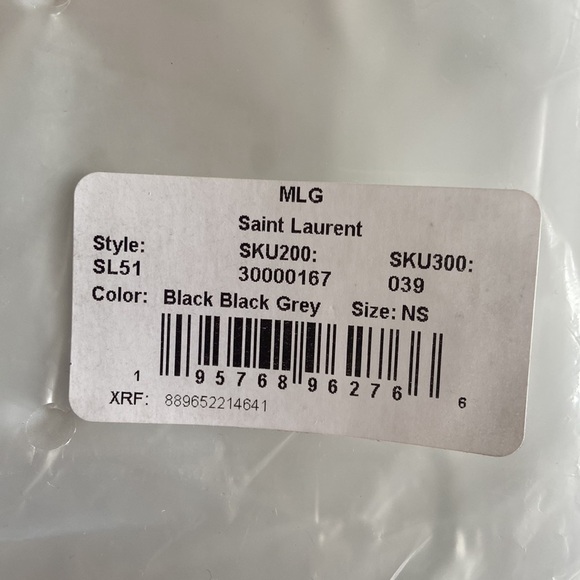 MLG
Saint Laurent
Style: SKU200: SKU300:
SL51 30000167 039
Color: Black Black Grey Size: NS
1 95768 96276 6
XRF: 889652214641